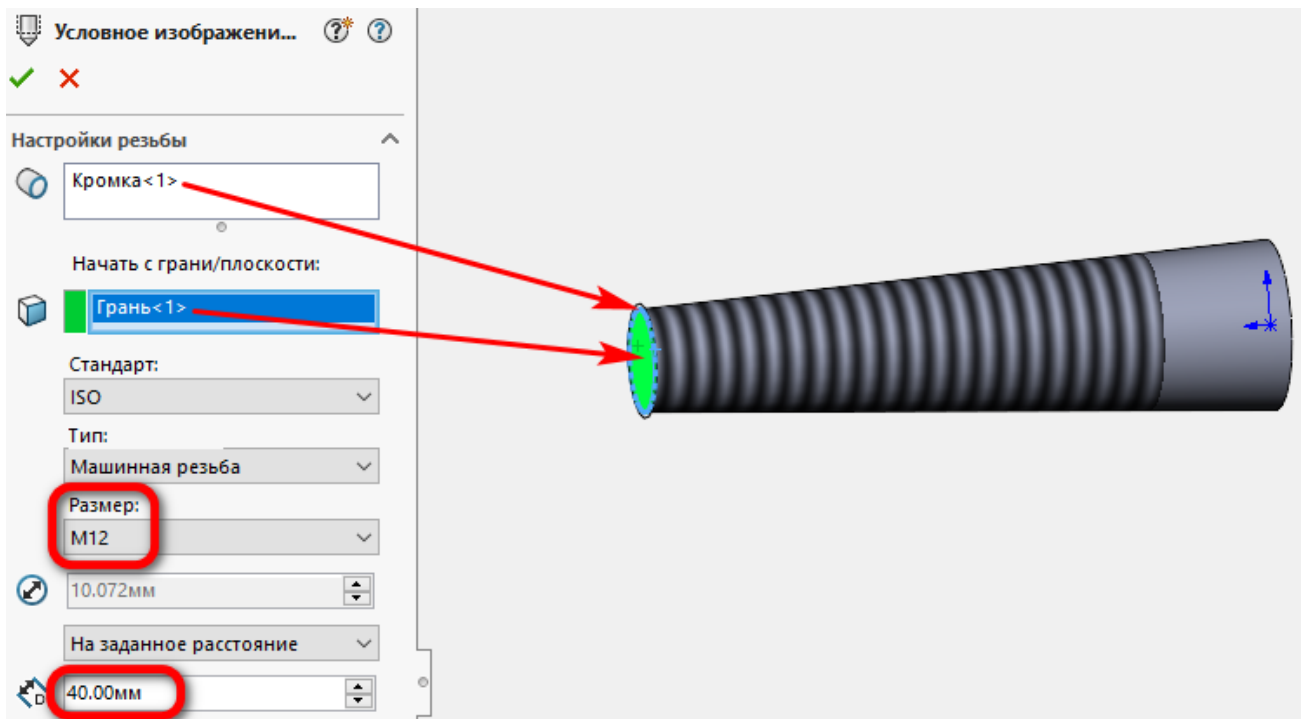 Условное изображени...
Настройки резьбы
Кромка<1>
Начать с грани/плоскости:
Грань<1>
Стандарт:
ISO
Тип:
Машинная резьба
Размер:
M12
10.072мм
На заданное расстояние
D
40.00мм